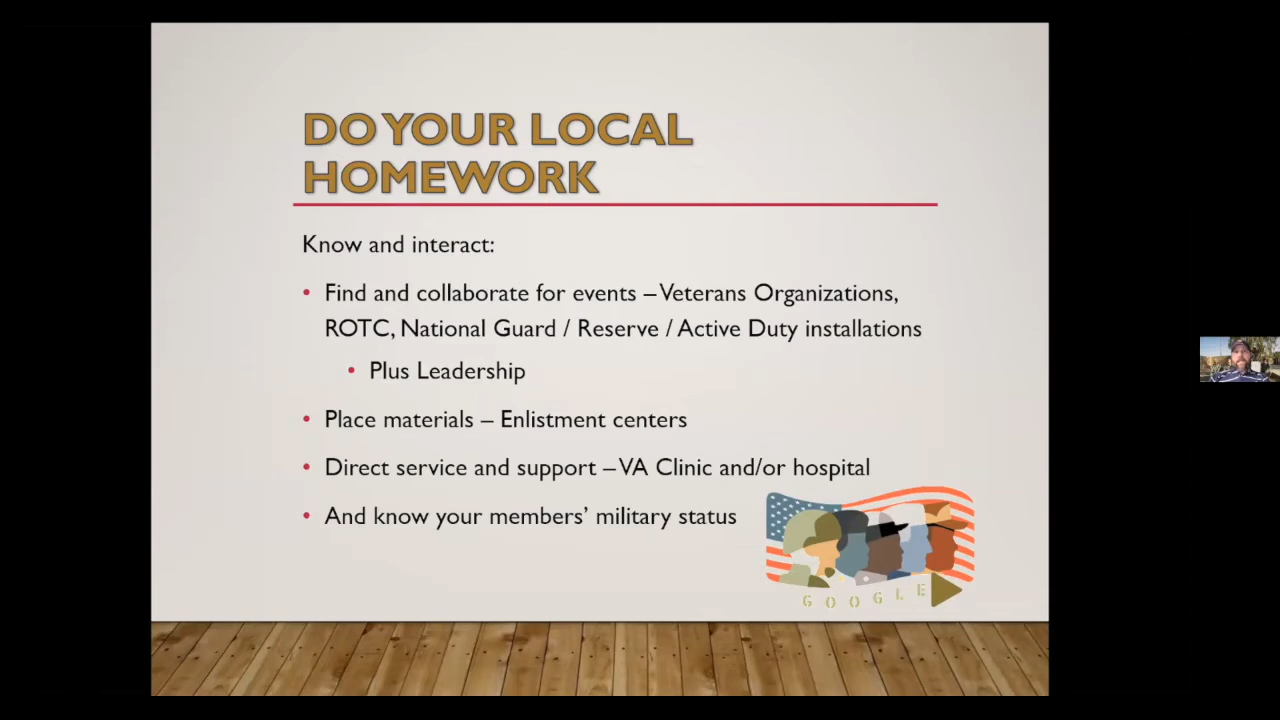 DO YOUR LOCAL
HOMEWORK
Know and interact:
• Find and collaborate for events – Veterans Organizations,
ROTC, National Guard / Reserve / Active Duty installations
• Plus Leadership
• Place materials – Enlistment centers
• Direct service and support – VA Clinic and/or hospital
• And know your members’ military status
GOOGLE